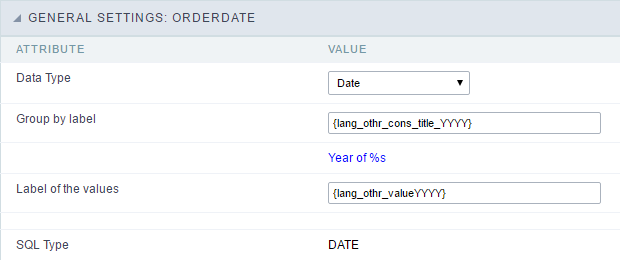 GENERAL SETTINGS: ORDERDATE
ATTRIBUTE VALUE
Data Type Date
Group by label {lang_othr_cons_title_YYYY}
Year of %s
Label of the values {lang_othr_valueYYYY}
SQL Type DATE